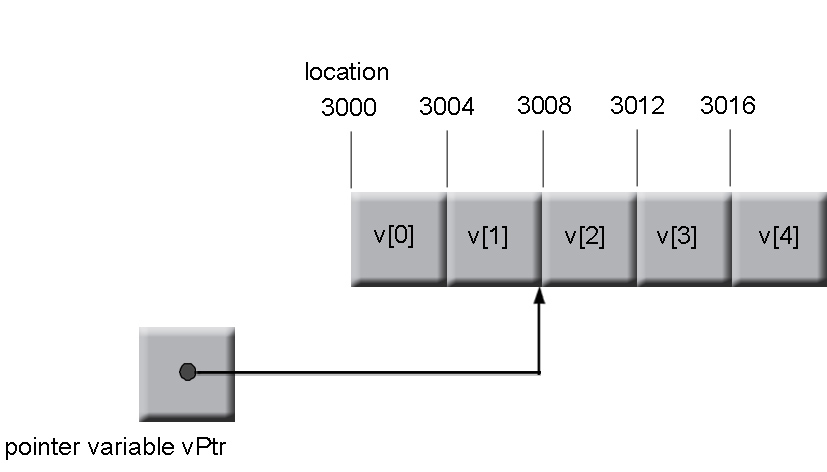 location
3000 3004 3008 3012 3016
v[0] v[1] v[2] v[3] v[4]
pointer variable vPtr